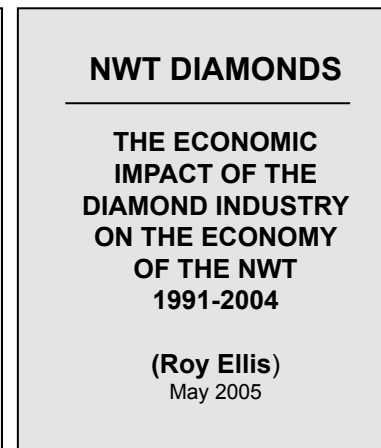 NWT DIAMONDS
THE ECONOMIC
IMPACT OF THE
DIAMOND INDUSTRY
ON THE ECONOMY
OF THE NWT
1991-2004
(Roy Ellis)
May 2005